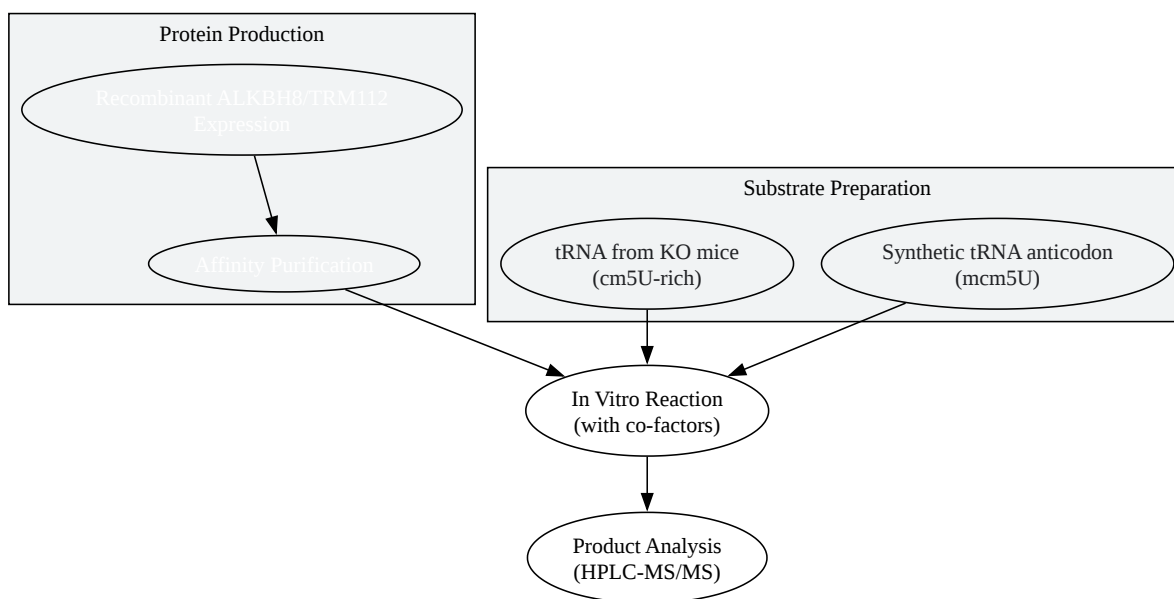 Protein Production
Recombinant ALKBH8/TRM112
Expression
Affinity Purification
Substrate Preparation
tRNA from KO mice
(cm5U-rich)
Synthetic tRNA anticodon
(mcm5U)
In Vitro Reaction
(with co-factors)
Product Analysis
(HPLC-MS/MS)